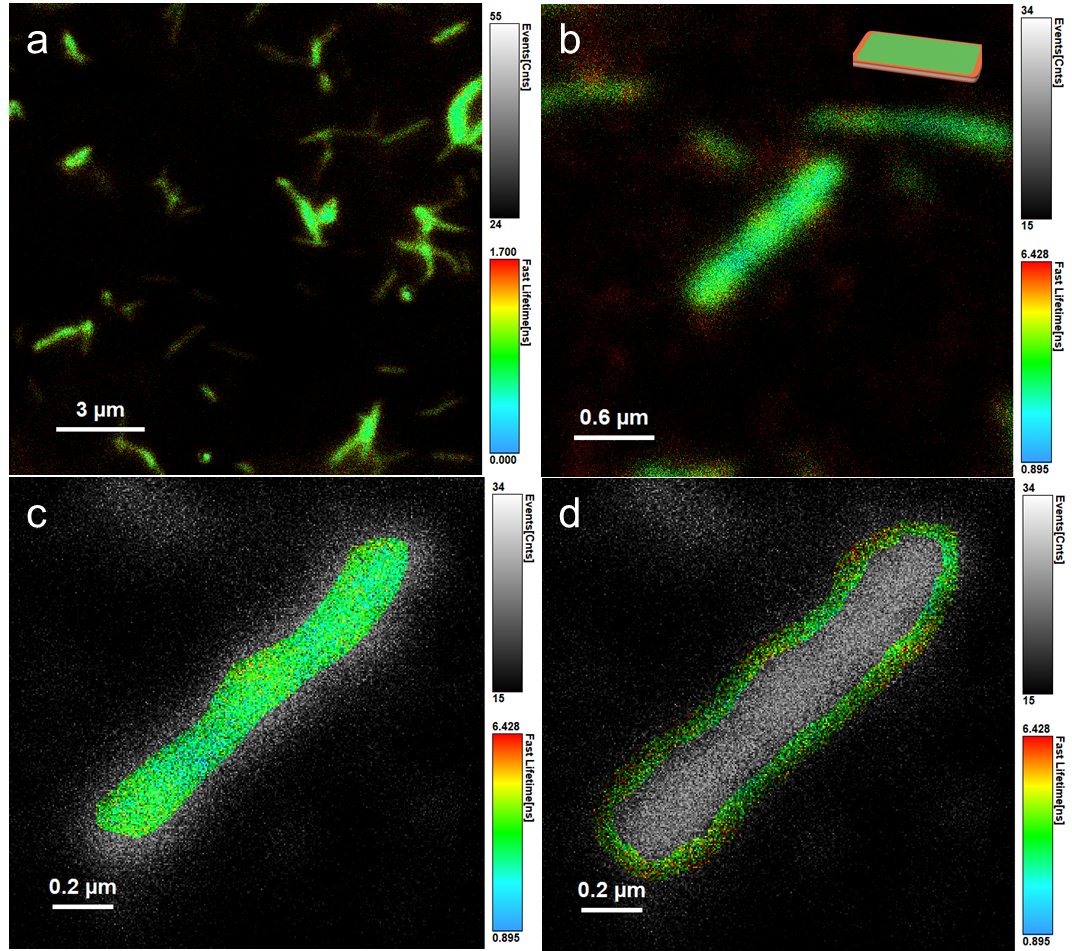 a
55
Events[Cnts]
24
1.700
Fast Lifetime[ns]
0.000
3 µm
b
34
Events[Cnts]
15
6.428
Fast Lifetime[ns]
0.895
0.6 µm
c
34
Events[Cnts]
15
6.428
Fast Lifetime[ns]
0.895
0.2 µm
d
34
Events[Cnts]
15
6.428
Fast Lifetime[ns]
0.895
0.2 µm